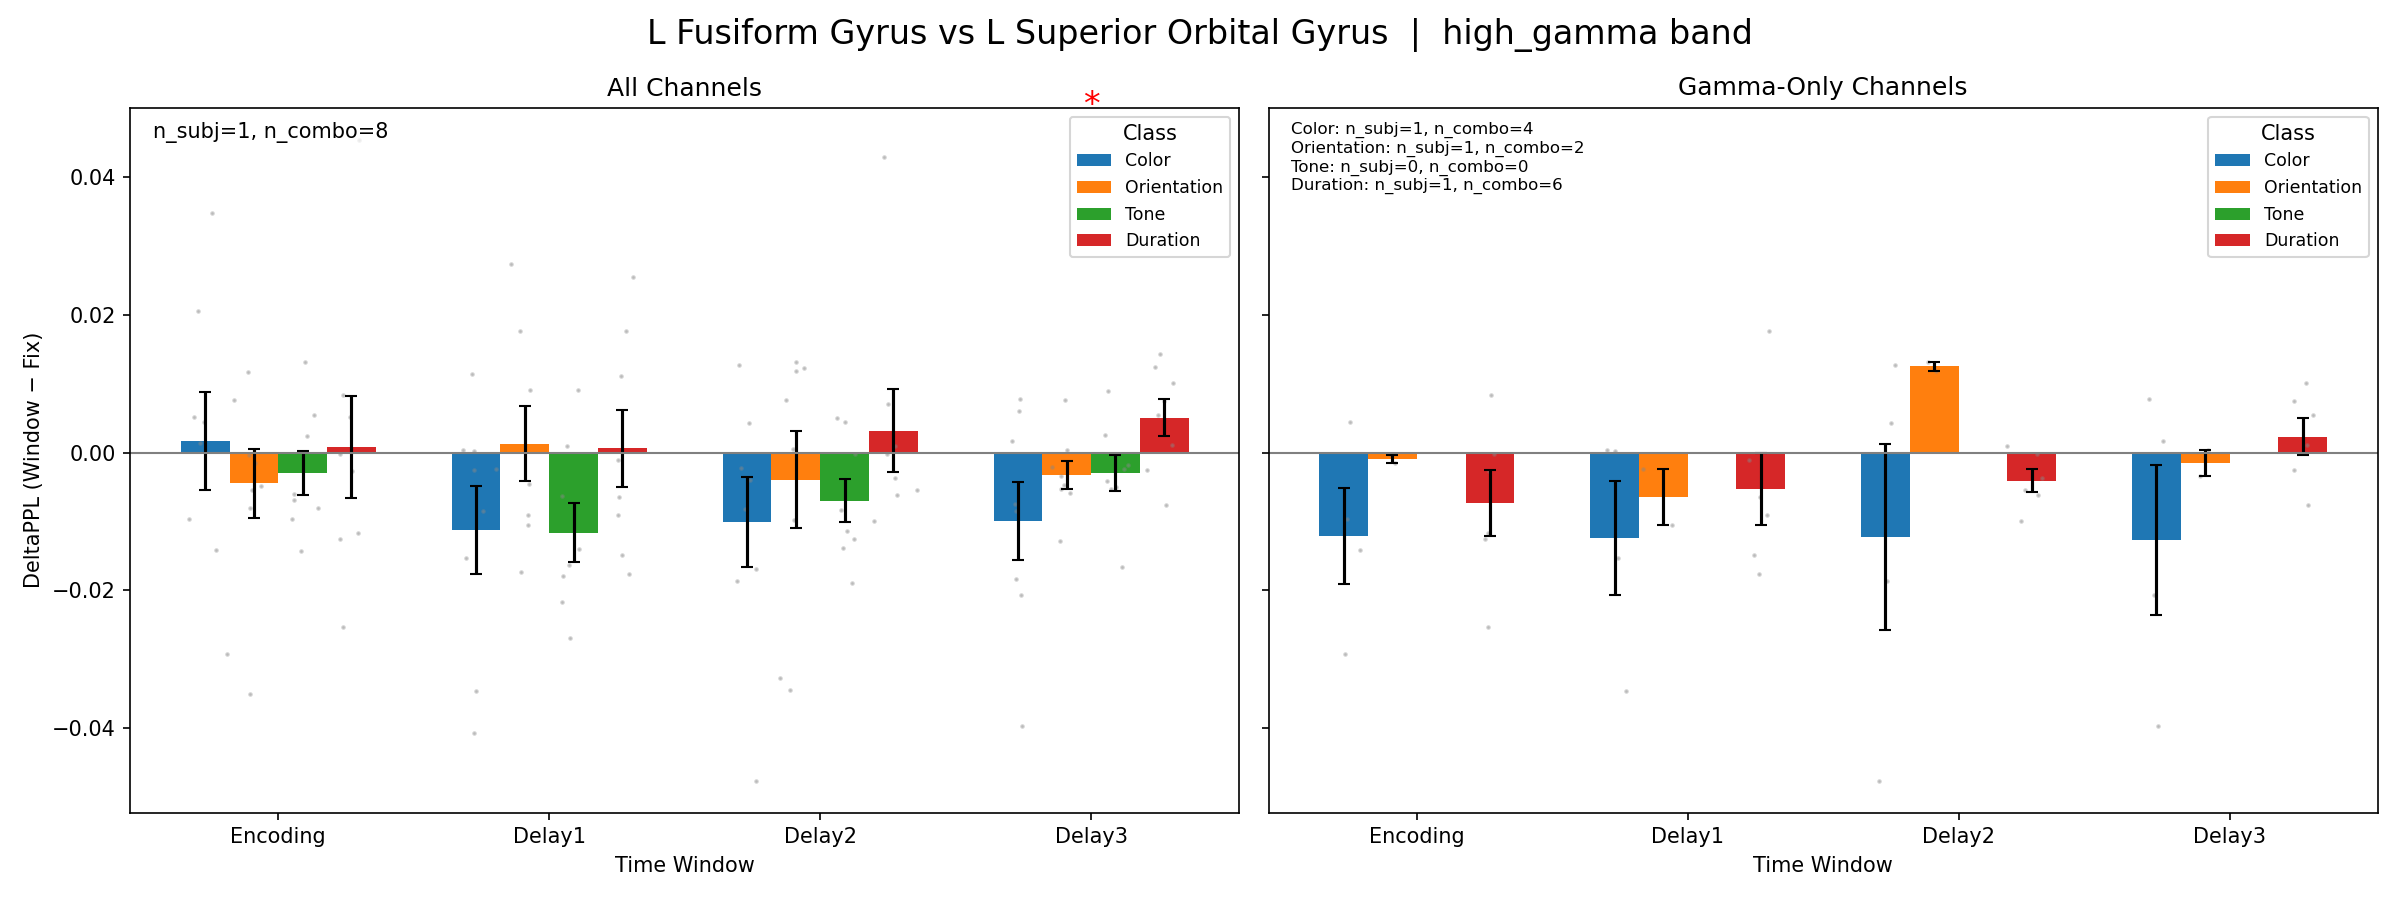 L Fusiform Gyrus vs L Superior Orbital Gyrus | high_gamma band
All Channels
*
n_subj=1, n_combo=8
Class
Color
Orientation
Tone
Duration
0.04
0.02
0.00
−0.02
−0.04
DeltaPPL (Window − Fix)
Encoding
Delay1
Delay2
Delay3
Time Window
Gamma-Only Channels
Color: n_subj=1, n_combo=4
Orientation: n_subj=1, n_combo=2
Tone: n_subj=0, n_combo=0
Duration: n_subj=1, n_combo=6
Class
Color
Orientation
Tone
Duration
Encoding
Delay1
Delay2
Delay3
Time Window